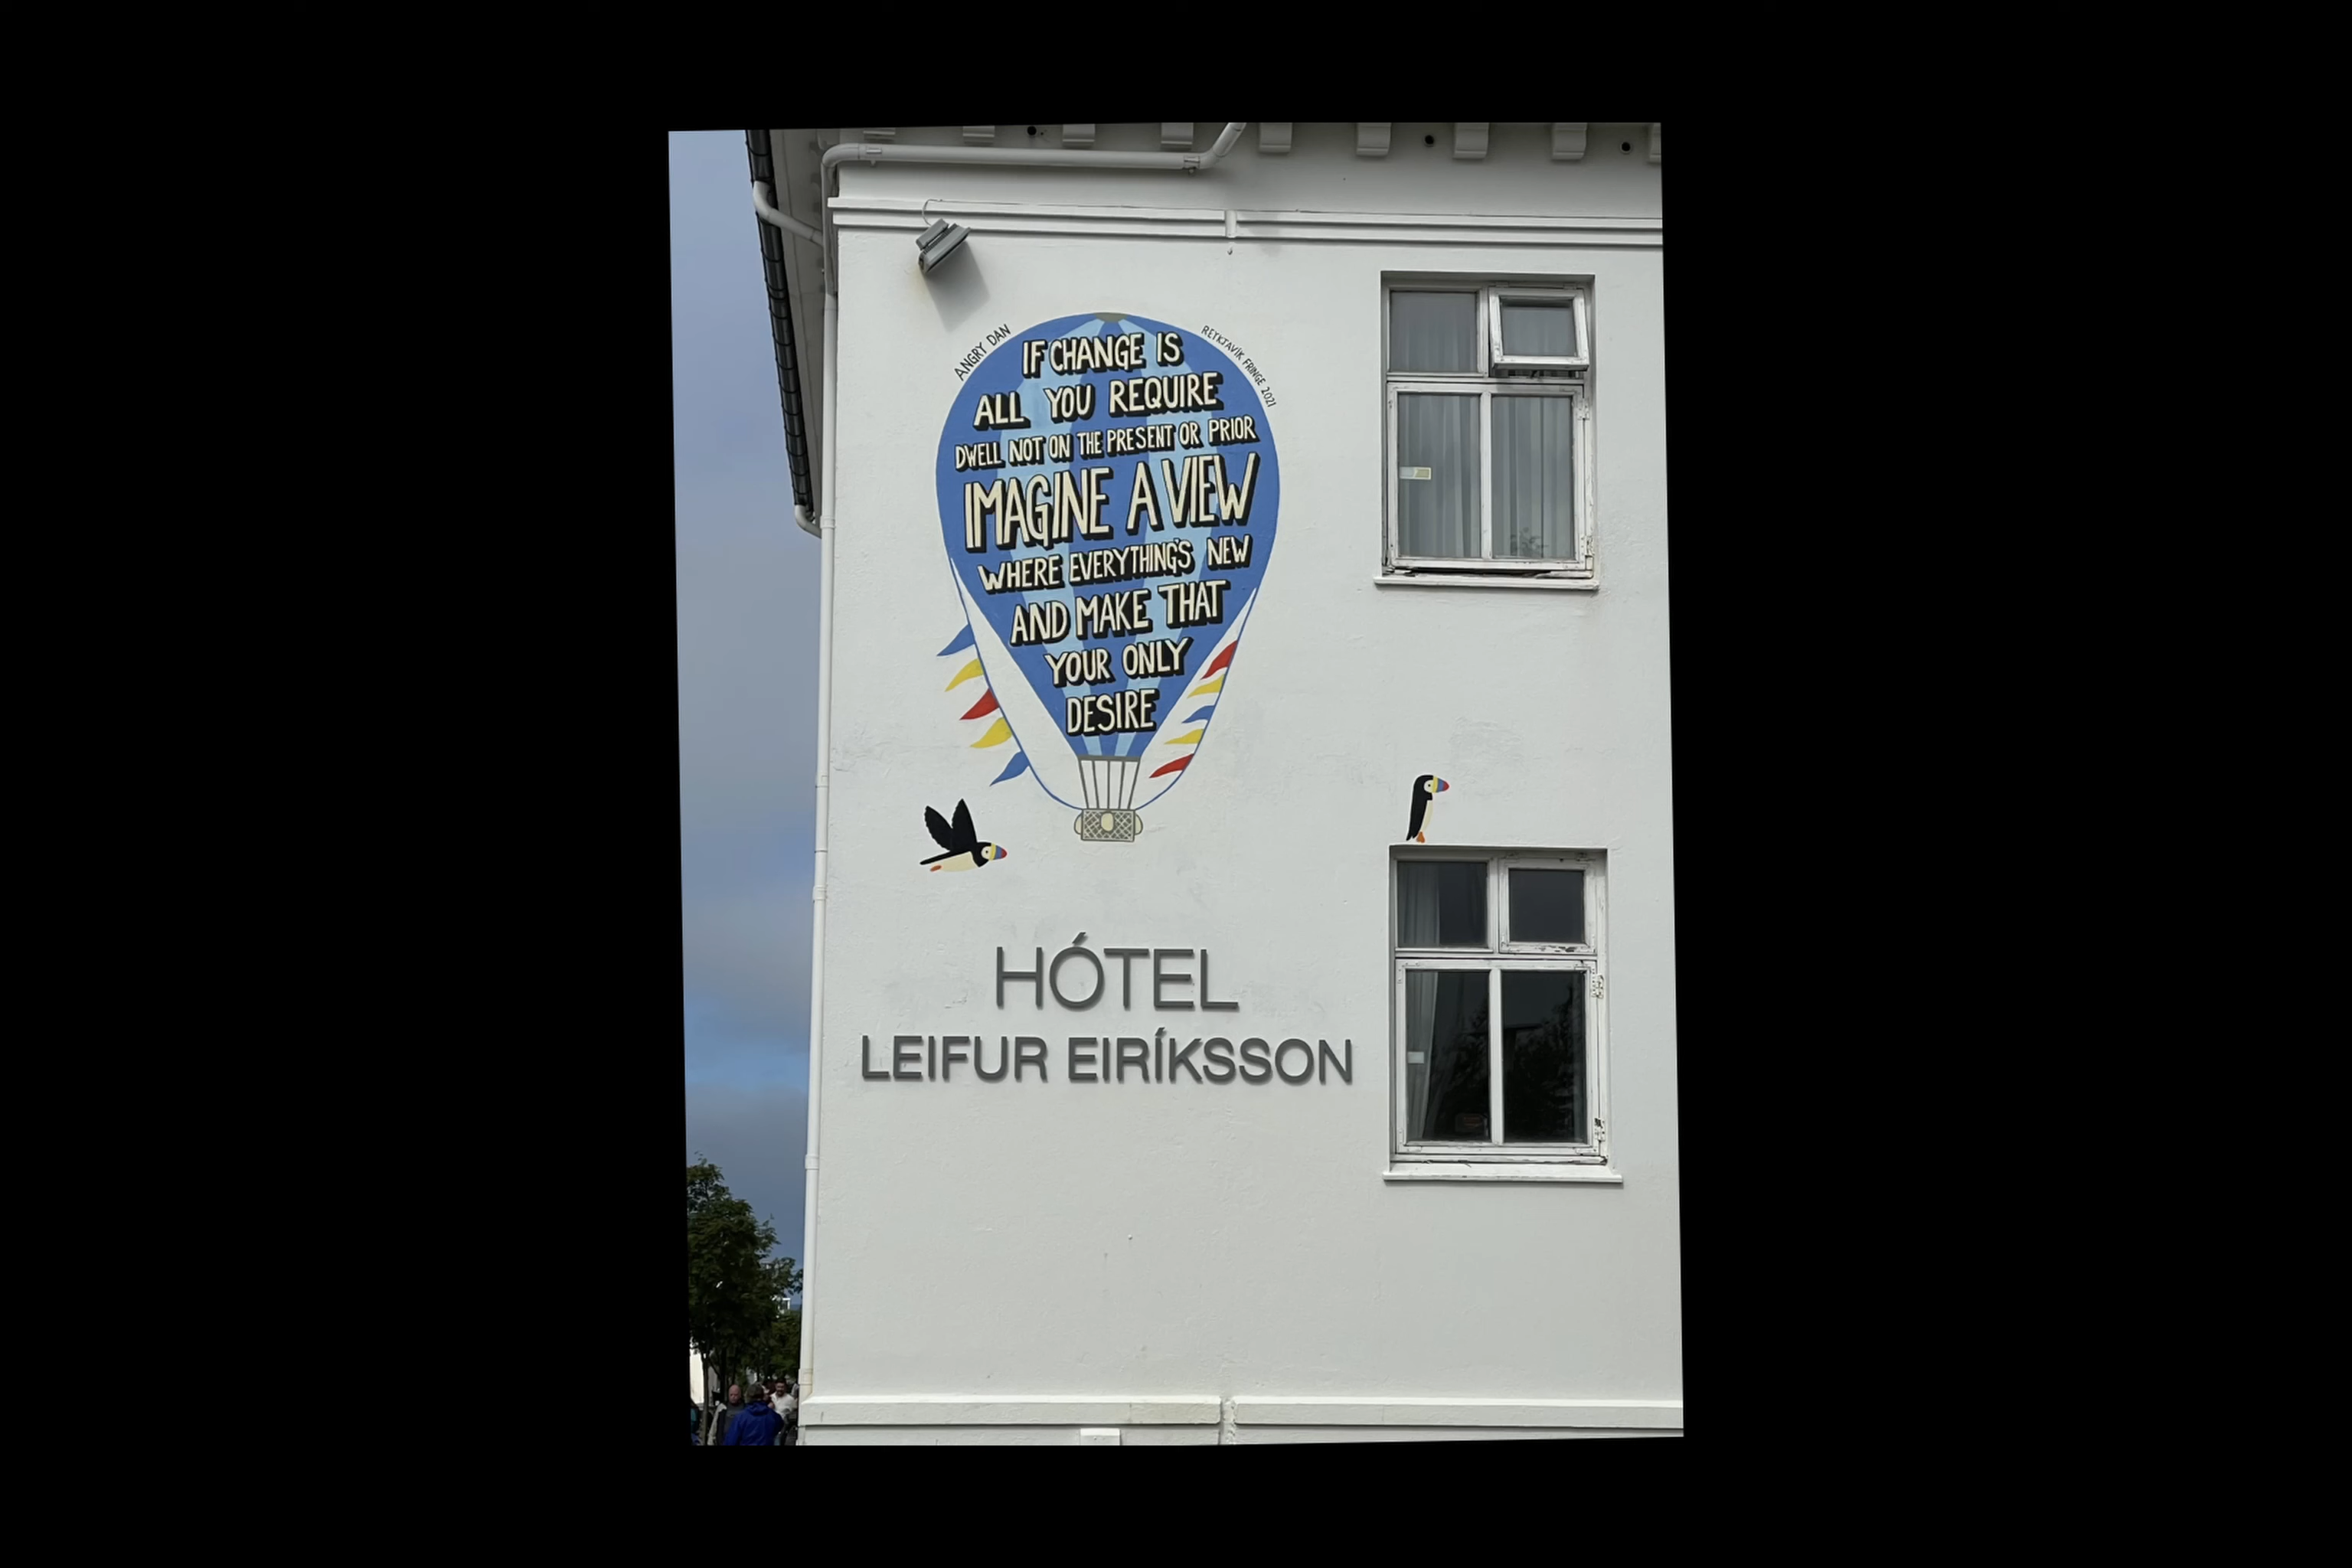 ANGRY DAN
REYKJAVÍK FRINGE 2021
IF CHANGE IS
ALL YOU REQUIRE
DWELL NOT ON THE PRESENT OR PRIOR
IMAGINE A VIEW
WHERE EVERYTHING'S NEW
AND MAKE THAT
YOUR ONLY
DESIRE
HÓTEL
LEIFUR EIRÍKSSON